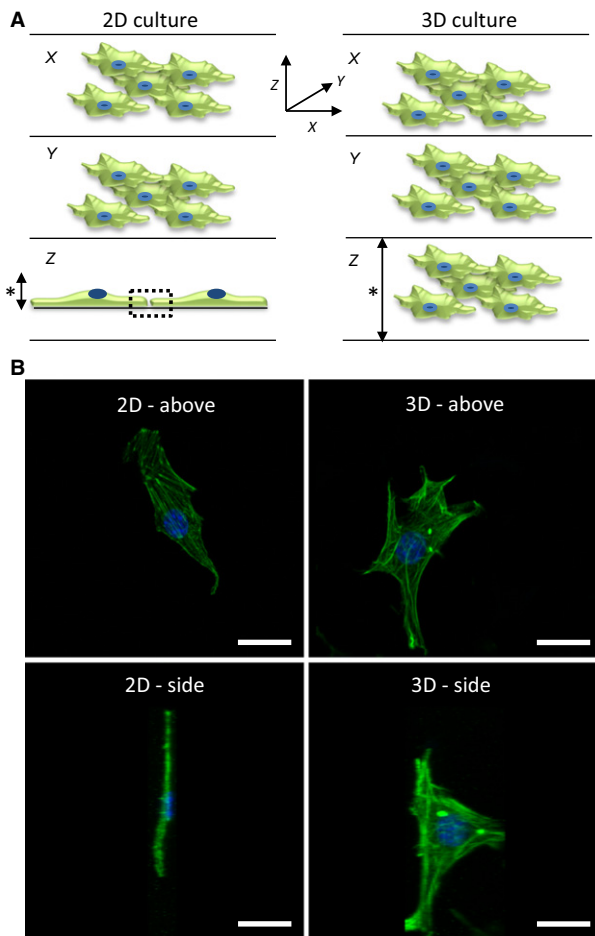 A
2D culture
3D culture
X
Z
Y
X
X
Y
Y
Z
*
Z
*
B
2D - above
3D - above
2D - side
3D - side